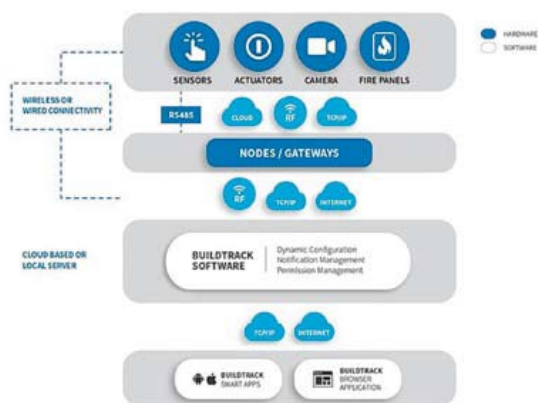 HARDWARE
SOFTWARE
SENSORS
ACTUATORS
CAMERA
FIRE PANELS
WIRELESS OR
WIRED CONNECTIVITY
RS485
CLOUD
RF
TCP/IP
NODES / GATEWAYS
RF
TCP/IP
INTERNET
CLOUD BASED OR
LOCAL SERVER
BUILDTRACK
SOFTWARE
Dynamic Configuration
Notification Management
Permission Management
TCP/IP
INTERNET
BUILDTRACK
SMART APPS
BUILDTRACK
BROWSER
APPLICATION